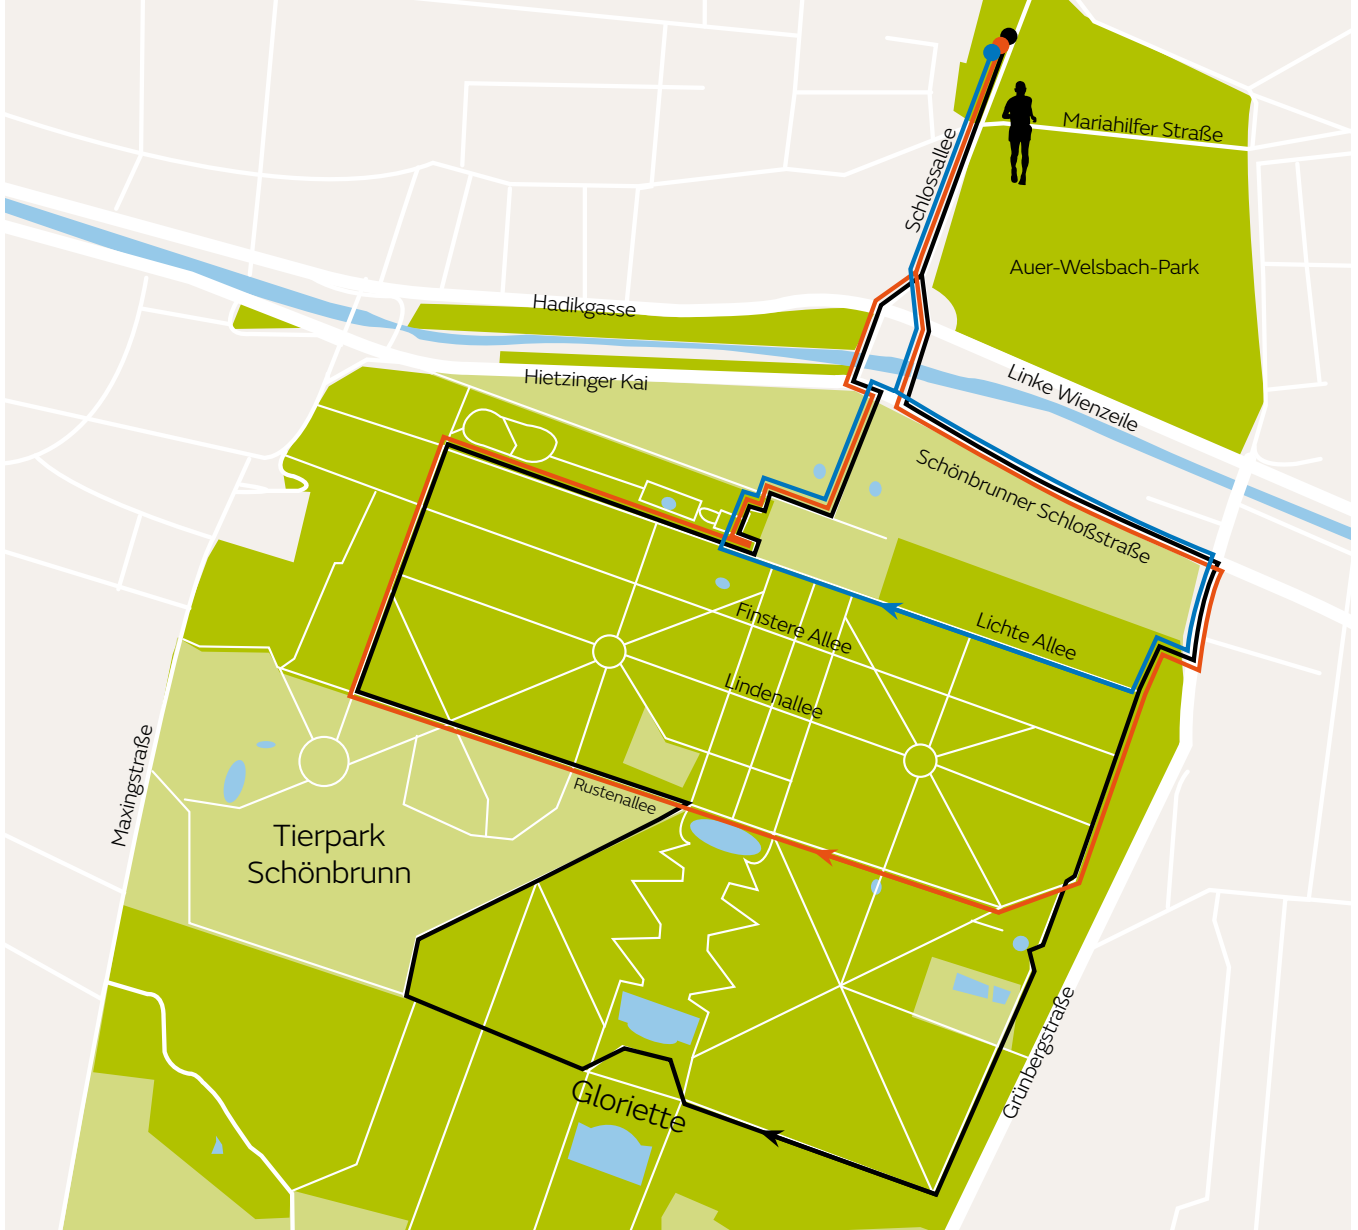 Mariahilfer Straße
Schlossallee
Auer-Welsbach-Park
Hadikgasse
Hietzinger Kai
Linke Wienzeile
Schönbrunner Schloßstraße
Finstere Allee
Lichte Allee
Lindenallee
Maxingstraße
Rustenallee
Tierpark
Schönbrunn
Grünbergstraße
Gloriette